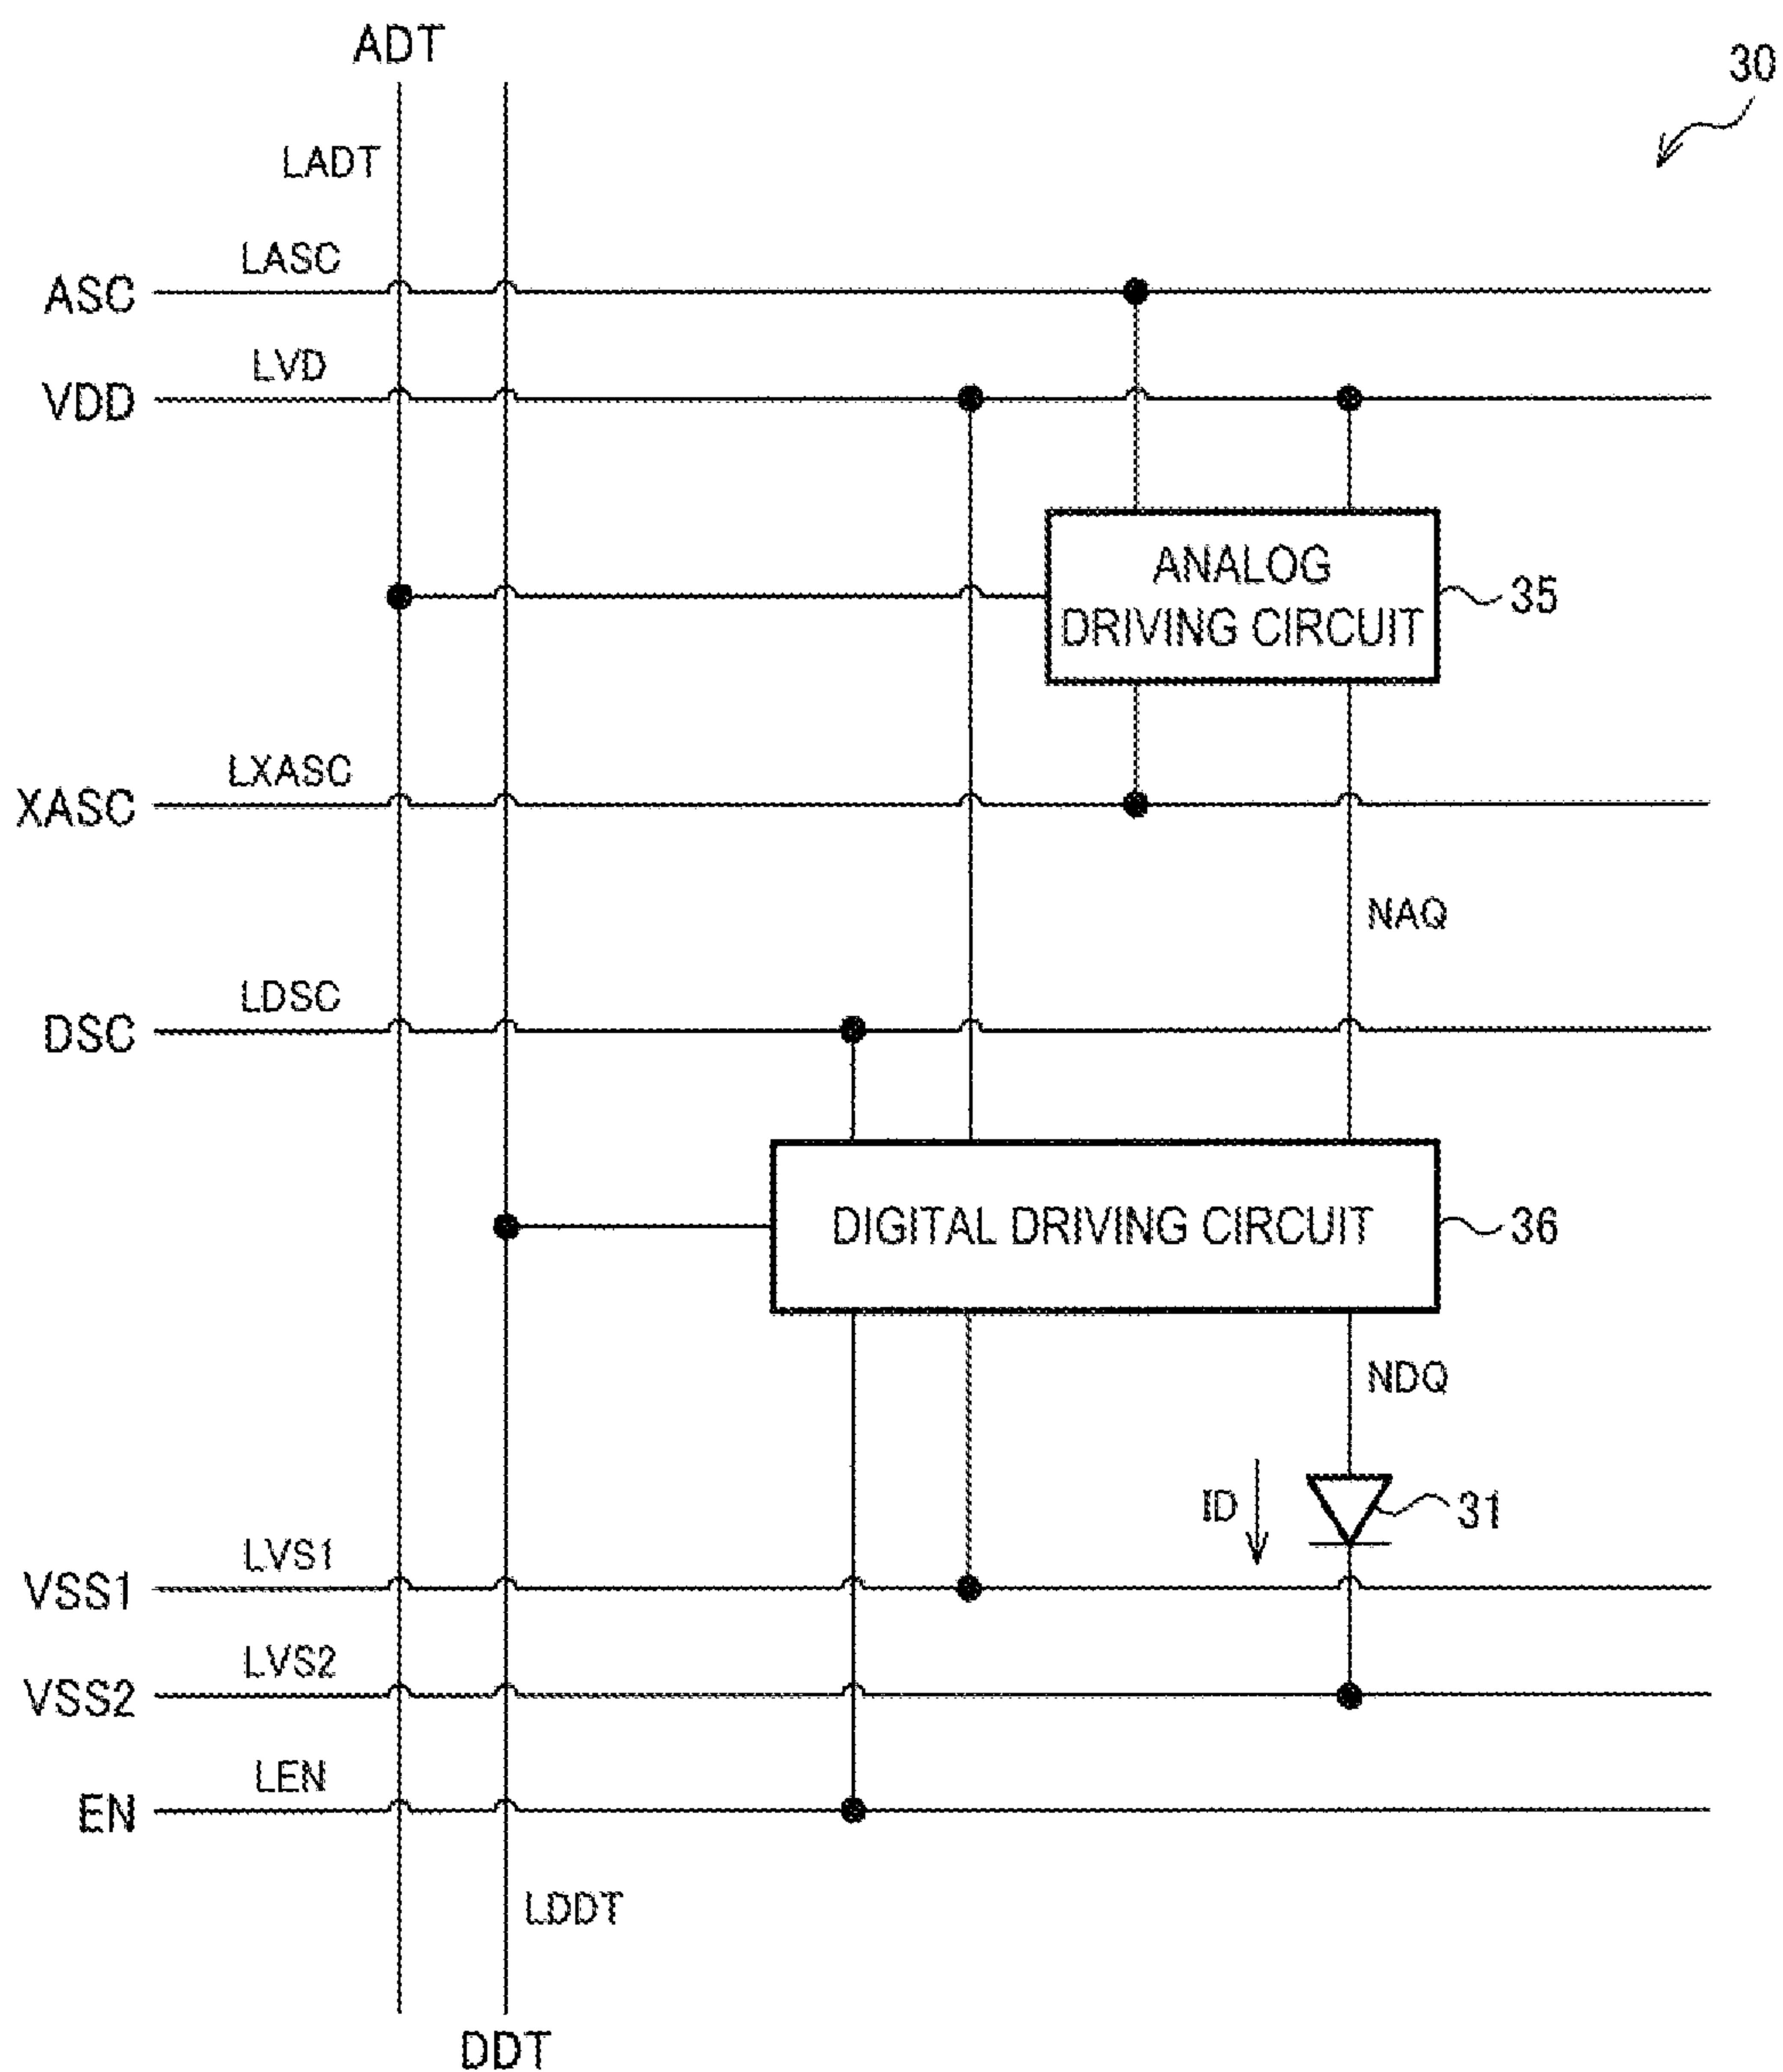 ADT
30
LADT
LASC
ASC
LVD
VDD
ANALOG
DRIVING CIRCUIT
35
LXASC
XASC
NAQ
LDSC
DSC
DIGITAL DRIVING CIRCUIT
36
NDQ
ID
31
LVS1
VSS1
LVS2
VSS2
LEN
EN
LDDT
DDT